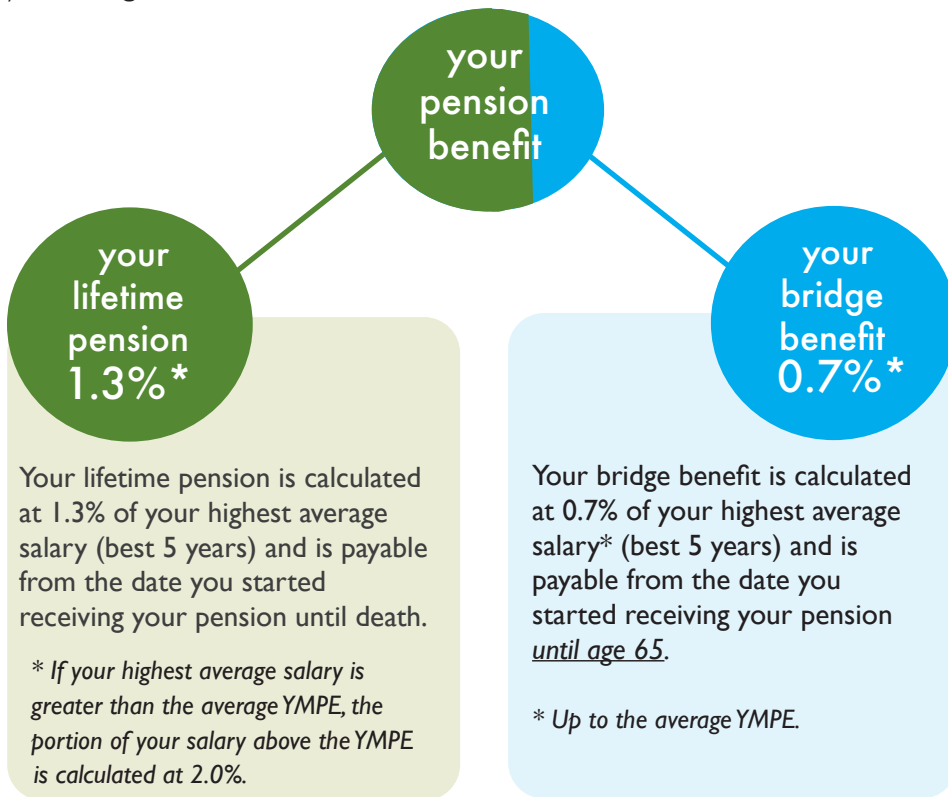 your
pension
benefit
your
lifetime
pension
1.3%*
your
bridge
benefit
0.7%*
Your lifetime pension is calculated
at 1.3% of your highest average
salary (best 5 years) and is payable
from the date you started
receiving your pension until death.
* If your highest average salary is
greater than the average YMPE, the
portion of your salary above the YMPE
is calculated at 2.0%.
Your bridge benefit is calculated
at 0.7% of your highest average
salary* (best 5 years) and is
payable from the date you
started receiving your pension
until age 65.
* Up to the average YMPE.